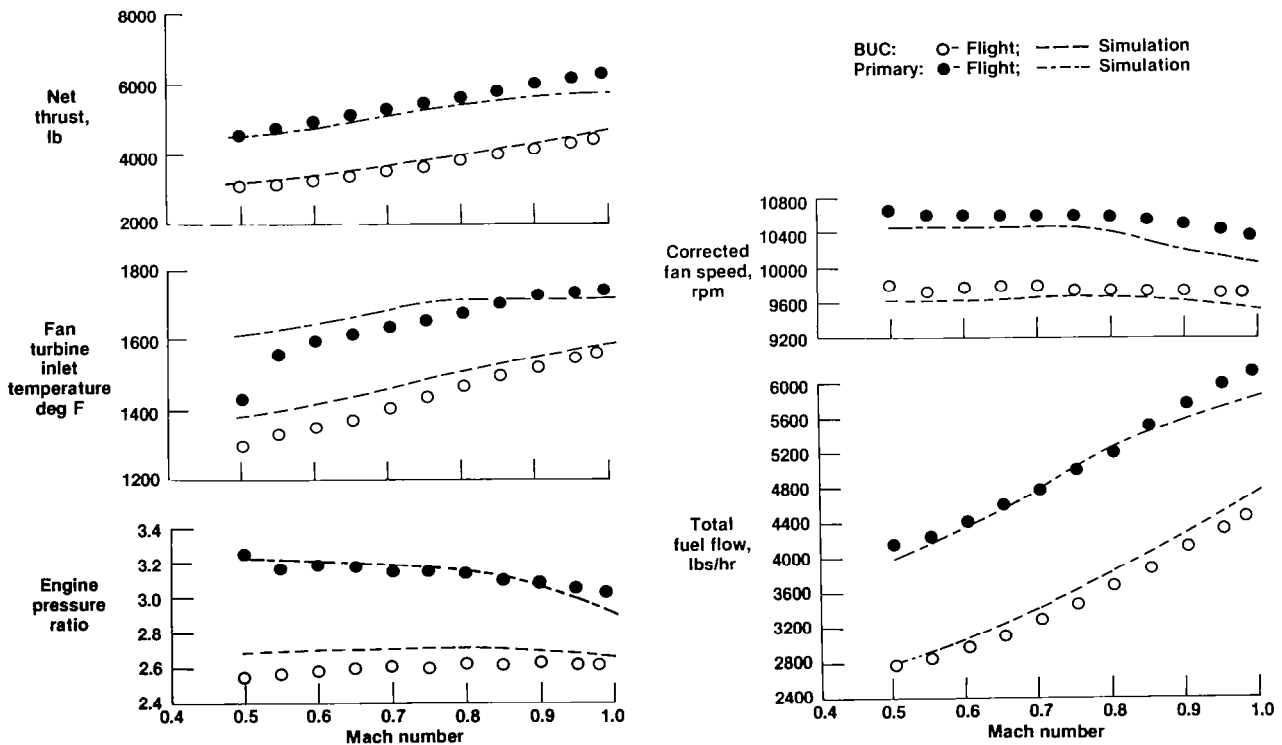 8000
6000
4000
2000
Net
thrust,
lb
1800
1600
1400
1200
Fan
turbine
inlet
temperature
deg F
3.4
3.2
3.0
2.8
2.6
2.4
Engine
pressure
ratio
0.4 0.5 0.6 0.7 0.8 0.9 1.0
Mach number
BUC: Flight; Simulation
Primary: Flight; Simulation
10800
10400
10000
9600
9200
Corrected
fan speed,
rpm
6000
5600
5200
4800
4400
4000
3600
3200
2800
2400
Total
fuel flow,
lbs/hr
0.4 0.5 0.6 0.7 0.8 0.9 1.0
Mach number